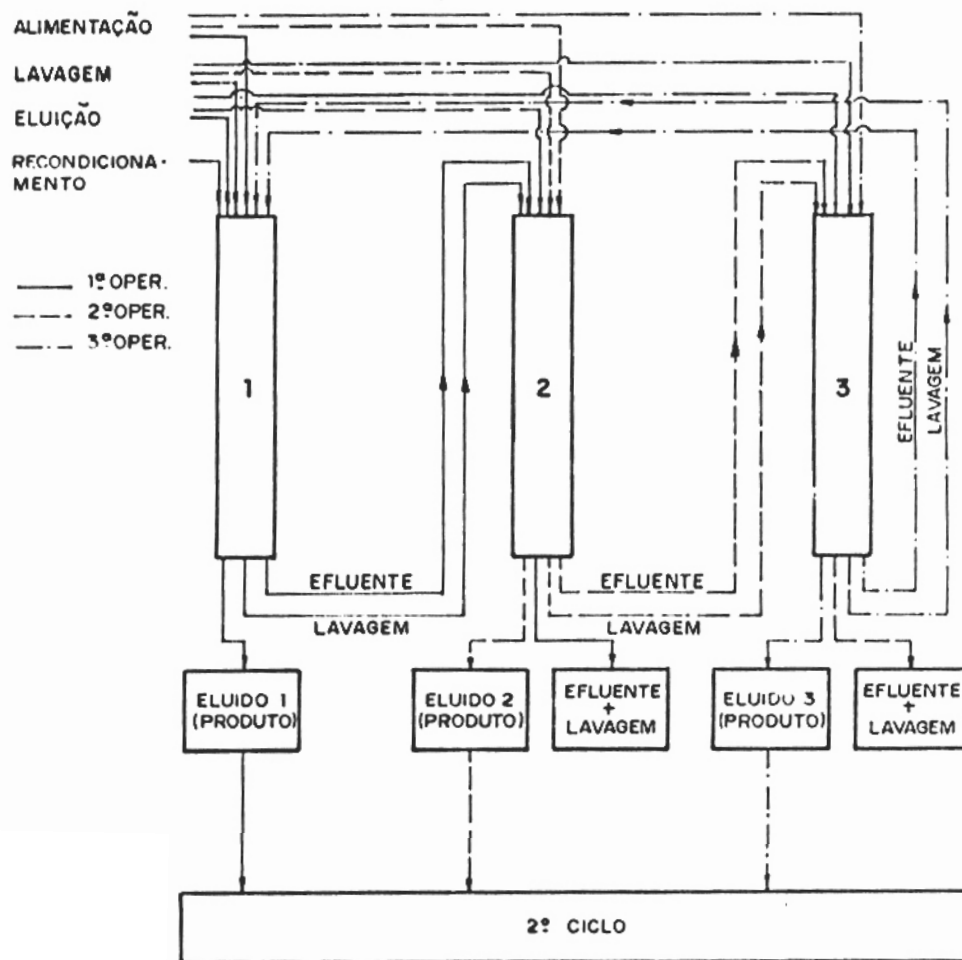 ALIMENTAÇÃO
LAVAGEM
ELUIÇÃO
RECONDICIONA-
MENTO
1ª OPER.
2ª OPER.
3ª OPER.
1
2
3
EFLUENTE
LAVAGEM
EFLUENTE
LAVAGEM
EFLUENTE
LAVAGEM
ELUIDO 1
(PRODUTO)
ELUIDO 2
(PRODUTO)
EFLUENTE
+
LAVAGEM
ELUIDO 3
(PRODUTO)
EFLUENTE
+
LAVAGEM
2º CICLO